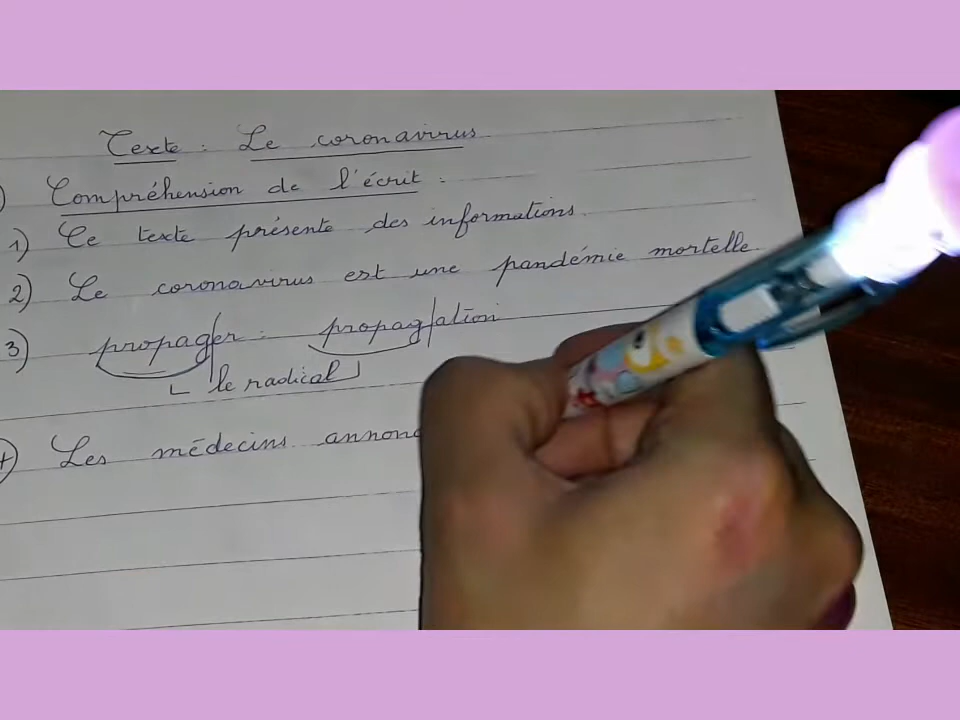 Texte : Le coronavirus
) Compréhension de l'écrit :
1) Ce texte présente des informations.
2) Le coronavirus est une pandémie mortelle.
3) propager : propagation
le radical
4) Les médecins annonc